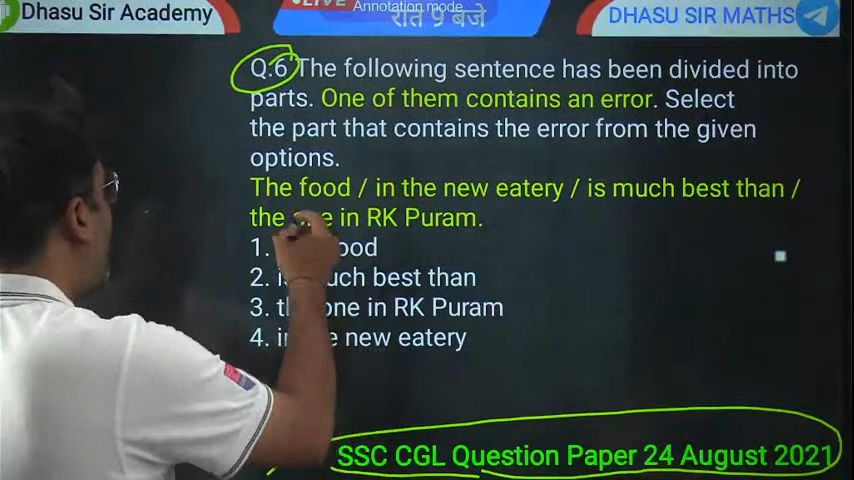 Dhasu Sir Academy
LIVE Annotation mode
रात 9 बजे
DHASU SIR MATHS
Q.6 The following sentence has been divided into
parts. One of them contains an error. Select
the part that contains the error from the given
options.
The food / in the new eatery / is much best than /
the in RK Puram.
1. food
2. much best than
3. one in RK Puram
4. new eatery
SSC CGL Question Paper 24 August 2021